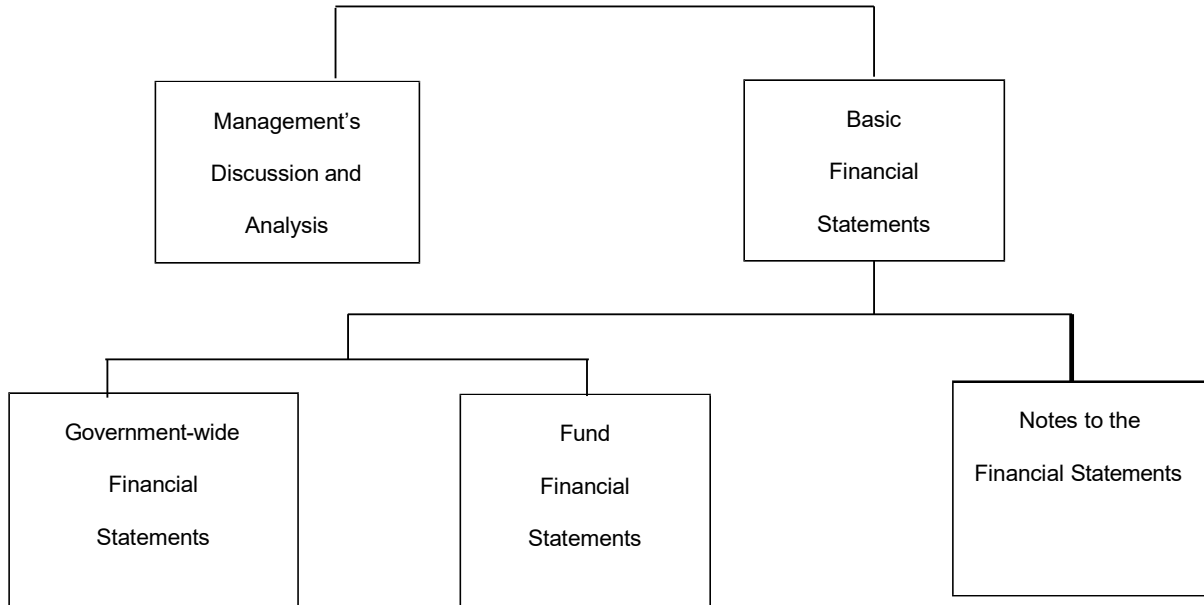 Management’s
Discussion and
Analysis
Basic
Financial
Statements
Government-wide
Financial
Statements
Fund
Financial
Statements
Notes to the
Financial Statements